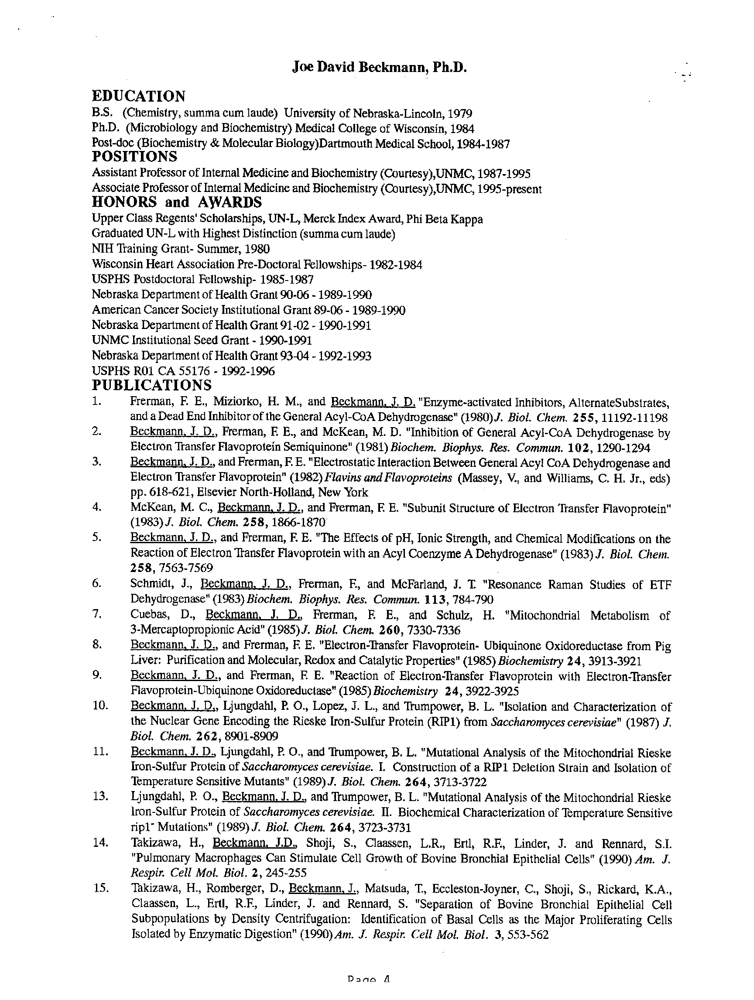 Joe David Beckmann, Ph.D.
EDUCATION
B.S. (Chemistry, summa cum laude) University of Nebraska-Lincoln, 1979
Ph.D. (Microbiology and Biochemistry) Medical College of Wisconsin, 1984
Post-doc (Biochemistry & Molecular Biology)Dartmouth Medical School, 1984-1987
POSITIONS
Assistant Professor of Internal Medicine and Biochemistry (Courtesy),UNMC, 1987-1995
Associate Professor of Internal Medicine and Biochemistry (Courtesy),UNMC, 1995-present
HONORS and AWARDS
Upper Class Regents' Scholarships, UN-L, Merck Index Award, Phi Beta Kappa
Graduated UN-L with Highest Distinction (summa cum laude)
NIH Training Grant- Summer, 1980
Wisconsin Heart Association Pre-Doctoral Fellowships- 1982-1984
USPHS Postdoctoral Fellowship- 1985-1987
Nebraska Department of Health Grant 90-06 - 1989-1990
American Cancer Society Institutional Grant 89-06 - 1989-1990
Nebraska Department of Health Grant 91-02 - 1990-1991
UNMC Institutional Seed Grant - 1990-1991
Nebraska Department of Health Grant 93-04 - 1992-1993
USPHS R01 CA 55176 - 1992-1996
PUBLICATIONS
1. Frerman, F. E., Miziorko, H. M., and Beckmann, J. D. "Enzyme-activated Inhibitors, AlternateSubstrates,
and a Dead End Inhibitor of the General Acyl-CoA Dehydrogenase" (1980) J. Biol. Chem. 255, 11192-11198
2. Beckmann, J. D., Frerman, F. E., and McKean, M. D. "Inhibition of General Acyl-CoA Dehydrogenase by
Electron Transfer Flavoprotein Semiquinone" (1981) Biochem. Biophys. Res. Commun. 102, 1290-1294
3. Beckmann, J. D., and Frerman, F. E. "Electrostatic Interaction Between General Acyl CoA Dehydrogenase and
Electron Transfer Flavoprotein" (1982) Flavins and Flavoproteins (Massey, V., and Williams, C. H. Jr., eds)
pp. 618-621, Elsevier North-Holland, New York
4. McKean, M. C., Beckmann, J. D., and Frerman, F. E. "Subunit Structure of Electron Transfer Flavoprotein"
(1983) J. Biol. Chem. 258, 1866-1870
5. Beckmann, J. D., and Frerman, F. E. "The Effects of pH, Ionic Strength, and Chemical Modifications on the
Reaction of Electron Transfer Flavoprotein with an Acyl Coenzyme A Dehydrogenase" (1983) J. Biol. Chem.
258, 7563-7569
6. Schmidt, J., Beckmann, J. D., Frerman, F., and McFarland, J. T. "Resonance Raman Studies of ETF
Dehydrogenase" (1983) Biochem. Biophys. Res. Commun. 113, 784-790
7. Cuebas, D., Beckmann, J. D., Frerman, F. E., and Schulz, H. "Mitochondrial Metabolism of
3-Mercaptopropionic Acid" (1985) J. Biol. Chem. 260, 7330-7336
8. Beckmann, J. D., and Frerman, F. E. "Electron-Transfer Flavoprotein- Ubiquinone Oxidoreductase from Pig
Liver: Purification and Molecular, Redox and Catalytic Properties" (1985) Biochemistry 24, 3913-3921
9. Beckmann, J. D., and Frerman, F. E. "Reaction of Electron-Transfer Flavoprotein with Electron-Transfer
Flavoprotein-Ubiquinone Oxidoreductase" (1985) Biochemistry 24, 3922-3925
10. Beckmann, J. D., Ljungdahl, P. O., Lopez, J. L., and Trumpower, B. L. "Isolation and Characterization of
the Nuclear Gene Encoding the Rieske Iron-Sulfur Protein (RIP1) from Saccharomyces cerevisiae" (1987) J.
Biol. Chem. 262, 8901-8909
11. Beckmann, J. D., Ljungdahl, P. O., and Trumpower, B. L. "Mutational Analysis of the Mitochondrial Rieske
Iron-Sulfur Protein of Saccharomyces cerevisiae. I. Construction of a RIP1 Deletion Strain and Isolation of
Temperature Sensitive Mutants" (1989) J. Biol. Chem. 264, 3713-3722
13. Ljungdahl, P. O., Beckmann, J. D., and Trumpower, B. L. "Mutational Analysis of the Mitochondrial Rieske
Iron-Sulfur Protein of Saccharomyces cerevisiae. II. Biochemical Characterization of Temperature Sensitive
rip1- Mutations" (1989) J. Biol. Chem. 264, 3723-3731
14. Takizawa, H., Beckmann, J.D., Shoji, S., Claassen, L.R., Ertl, R.F., Linder, J. and Rennard, S.I.
"Pulmonary Macrophages Can Stimulate Cell Growth of Bovine Bronchial Epithelial Cells" (1990) Am. J.
Respir. Cell Mol. Biol. 2, 245-255
15. Takizawa, H., Romberger, D., Beckmann, J., Matsuda, T., Eccleston-Joyner, C., Shoji, S., Rickard, K.A.,
Claassen, L., Ertl, R.F., Linder, J. and Rennard, S. "Separation of Bovine Bronchial Epithelial Cell
Subpopulations by Density Centrifugation: Identification of Basal Cells as the Major Proliferating Cells
Isolated by Enzymatic Digestion" (1990) Am. J. Respir. Cell Mol. Biol. 3, 553-562
Page 4